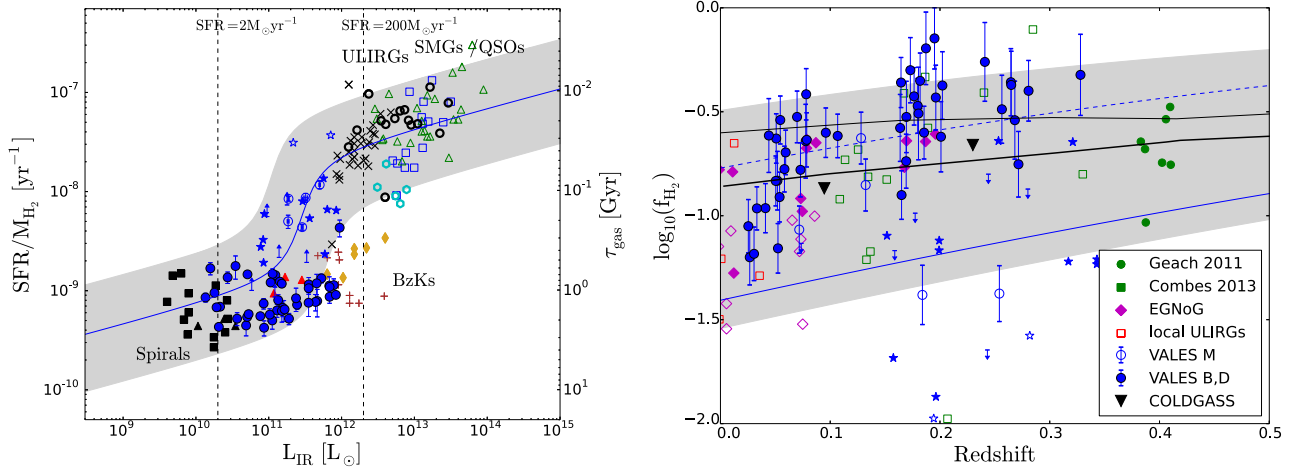 SFR=2M⊙yr⁻¹ SFR=200M⊙yr⁻¹
SMGs /QSOs
ULIRGs
BzKs
Spirals
10⁻⁷
10⁻⁸
10⁻⁹
10⁻¹⁰
SFR/M_H₂ [yr⁻¹]
10⁻²
10⁻¹
10⁰
10¹
τ_gas [Gyr]
10⁹ 10¹⁰ 10¹¹ 10¹² 10¹³ 10¹⁴ 10¹⁵
L_IR [L⊙]
0.0
−0.5
−1.0
−1.5
−2.0
log₁₀(f_H₂)
Geach 2011
Combes 2013
EGNoG
local ULIRGs
VALES M
VALES B,D
COLDGASS
0.0 0.1 0.2 0.3 0.4 0.5
Redshift